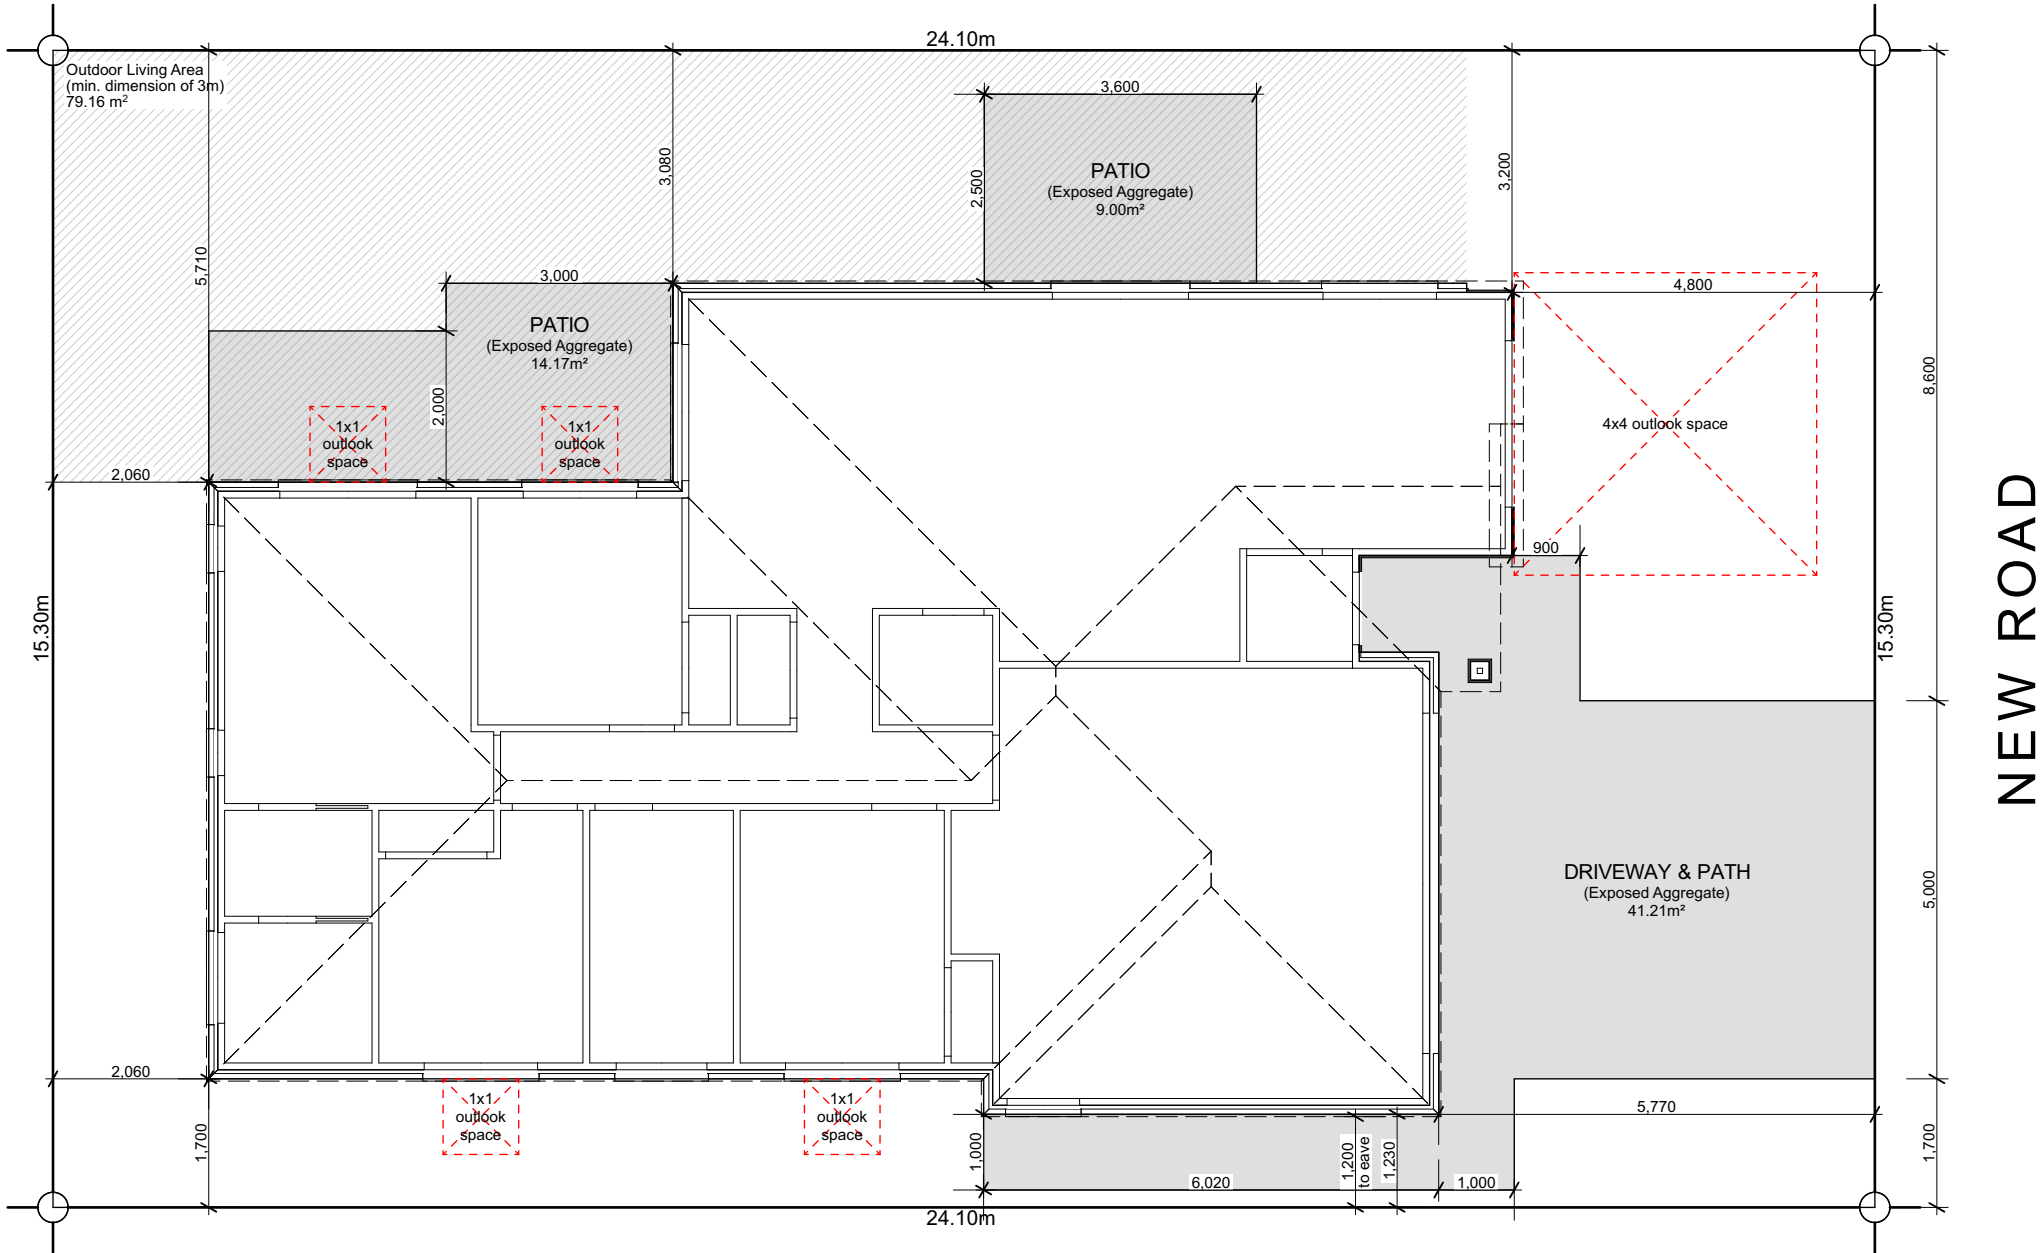 24.10m
Outdoor Living Area
(min. dimension of 3m)
79.16 m²
3,600
PATIO
(Exposed Aggregate)
9.00m²
2,500
3,080
3,200
5,710
3,000
PATIO
(Exposed Aggregate)
14.17m²
2,000
4,800
8,600
1x1
outlook
space
1x1
outlook
space
4x4 outlook space
2,060
900
15.30m
15.30m
NEW ROAD
DRIVEWAY & PATH
(Exposed Aggregate)
41.21m²
5,000
2,060
1x1
outlook
space
1x1
outlook
space
5,770
1,700
1,000
1,200
to eave
1,230
1,700
6,020
1,000
24.10m